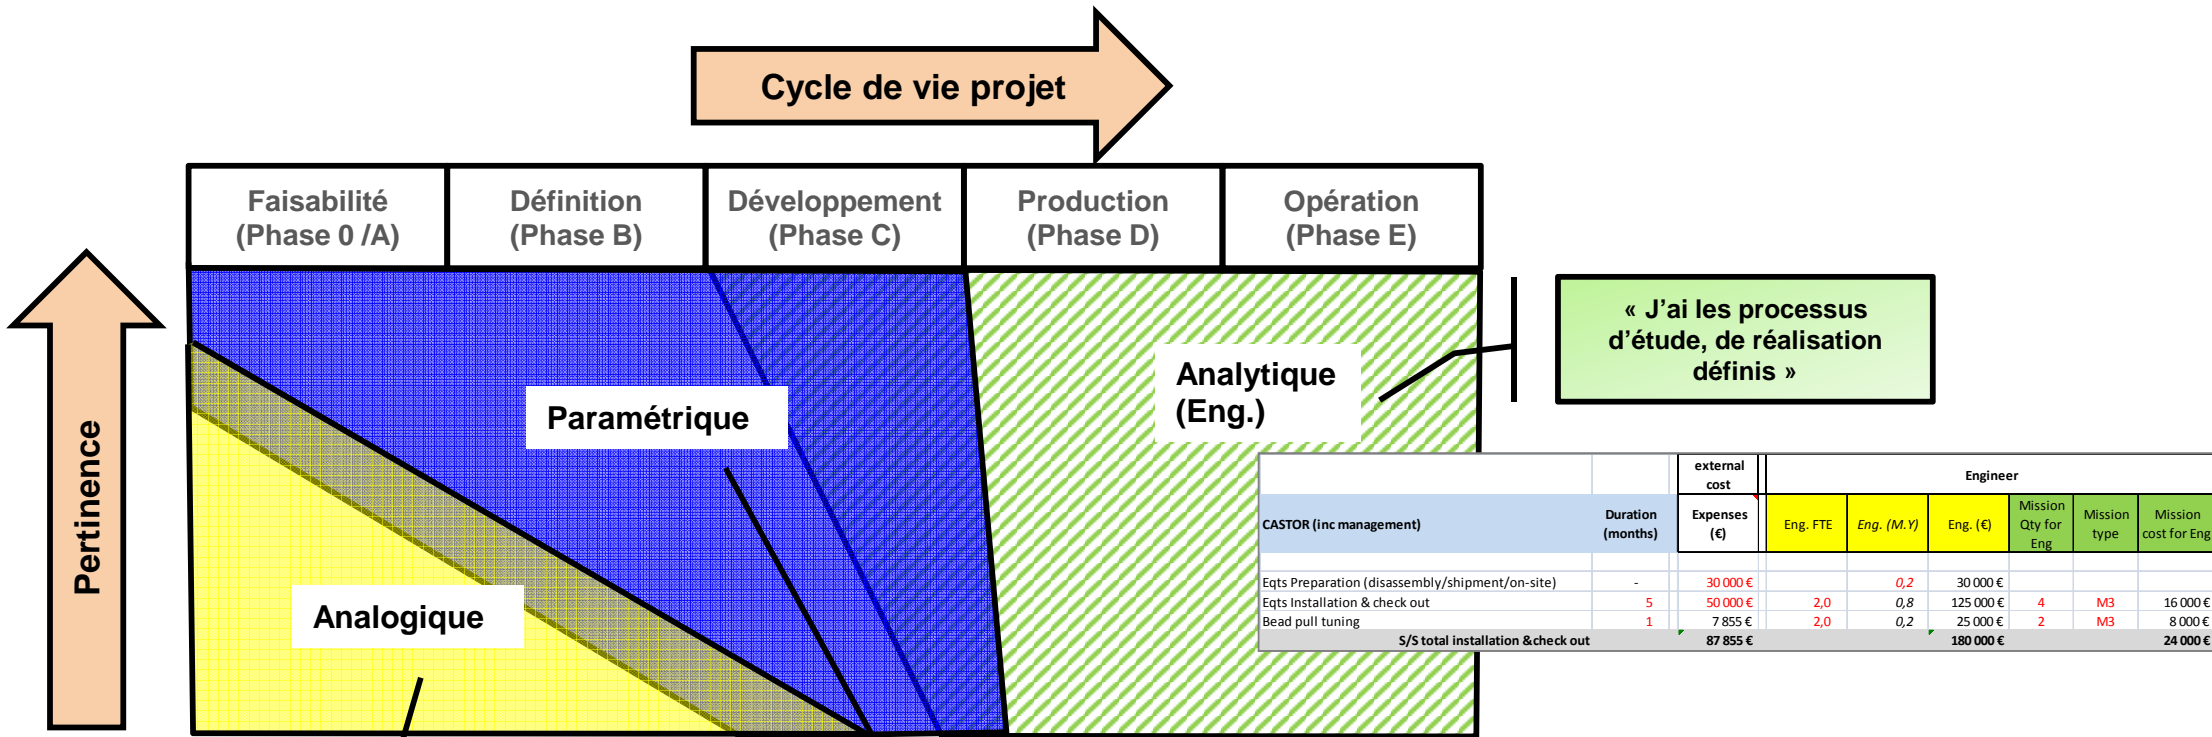 Cycle de vie projet
Faisabilité
(Phase 0 /A)
Définition
(Phase B)
Développement
(Phase C)
Production
(Phase D)
Opération
(Phase E)
Pertinence
« J'ai les processus
d'étude, de réalisation
définis »
Analytique
(Eng.)
Paramétrique
Analogique
external
cost
Engineer
CASTOR (inc management)
Duration
(months)
Expenses
(€)
Eng. FTE
Eng. (M.Y)
Eng. (€)
Mission
Qty for
Eng
Mission
type
Mission
cost for Eng
Eqts Preparation (disassembly/shipment/on-site) - 30 000 € 0,2 30 000 €
Eqts Installation & check out 5 50 000 € 2,0 0,8 125 000 € 4 M3 16 000 €
Bead pull tuning 1 7 855 € 2,0 0,2 25 000 € 2 M3 8 000 €
S/S total installation &check out 87 855 € 180 000 € 24 000 €